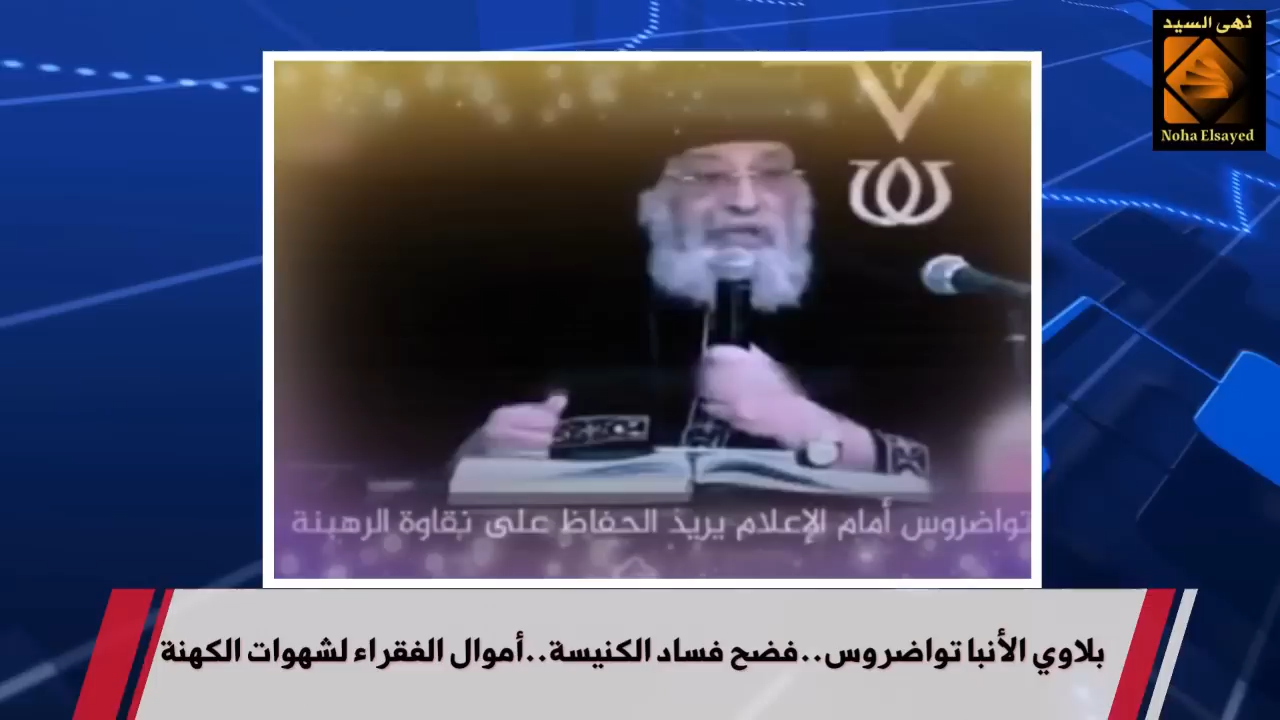 نهى السيد
Noha Elsayed
تواضروس أمام الإعلام يريد الحفاظ على نقاوة الرهبنة
بلاوي الأنبا تواضروس..فضح فساد الكنيسة..أموال الفقراء لشهوات الكهنة